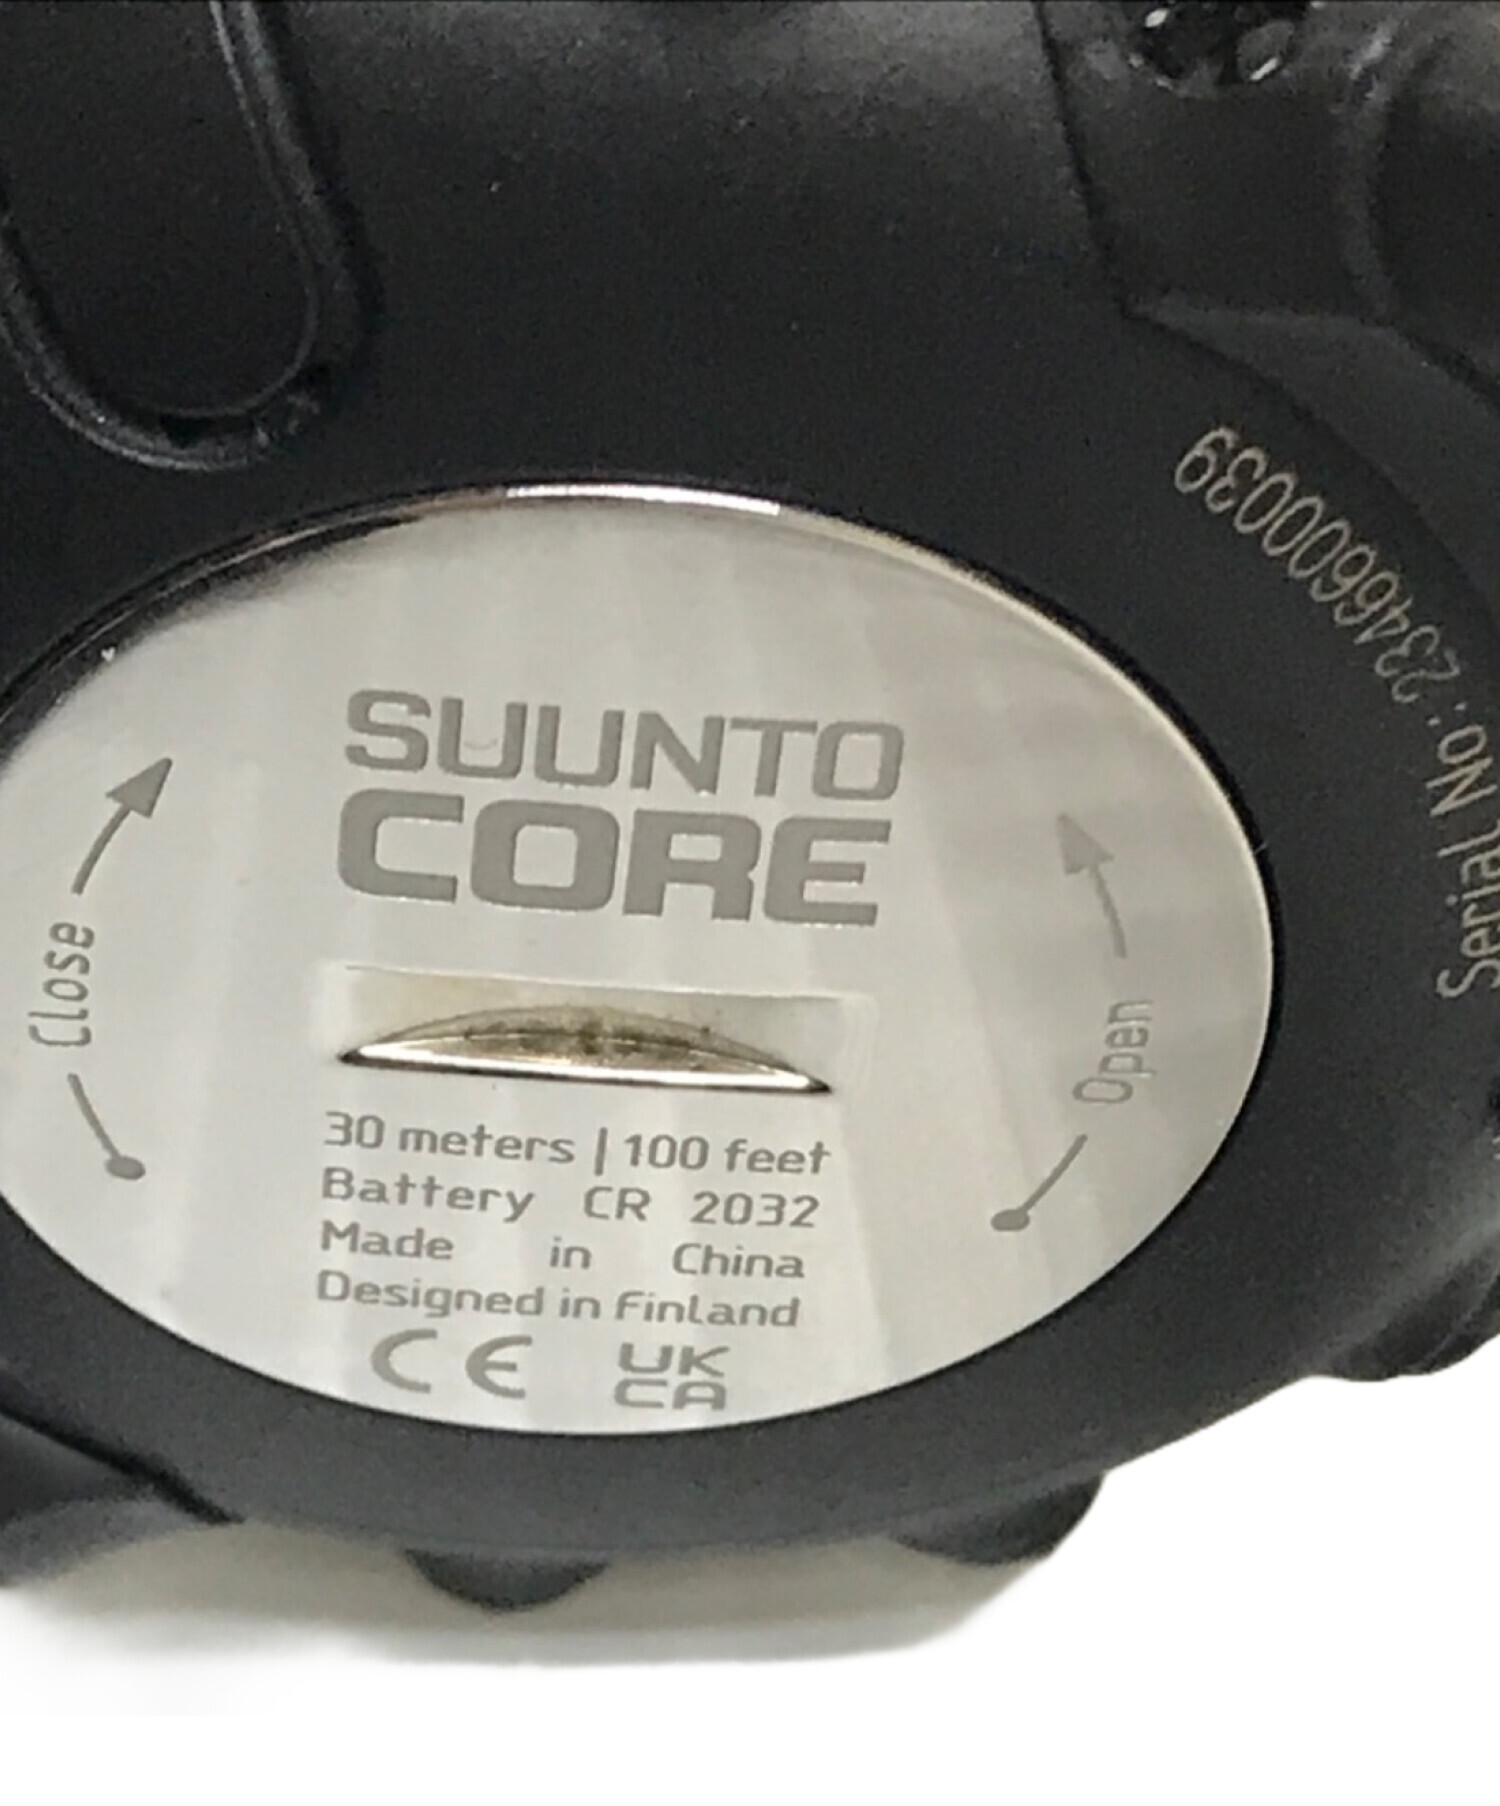 SUUNTO
CORE
Close
Open
30 meters | 100 feet
Battery CR 2032
Made in China
Designed in Finland
CE
UK
CA
Serial No.: 234660000039